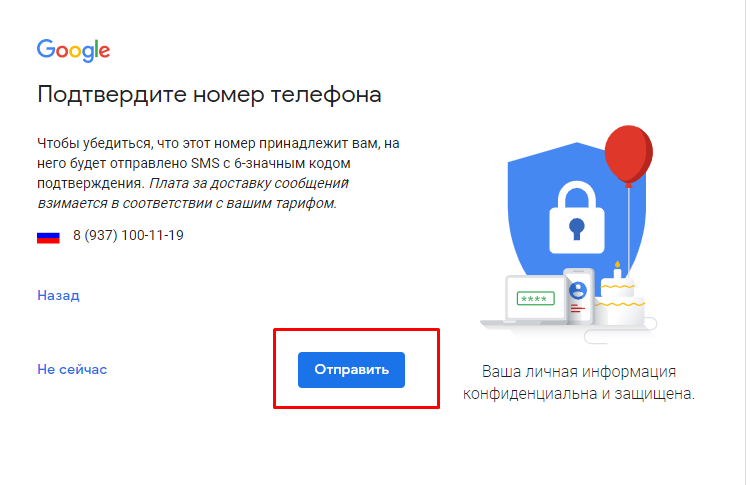 Google
Подтвердите номер телефона
Чтобы убедиться, что этот номер принадлежит вам, на
него будет отправлено SMS с 6-значным кодом
подтверждения. Плата за доставку сообщений
взимается в соответствии с вашим тарифом.
8 (937) 100-11-19
Назад
Не сейчас
Отправить
****
Ваша личная информация
конфиденциальна и защищена.